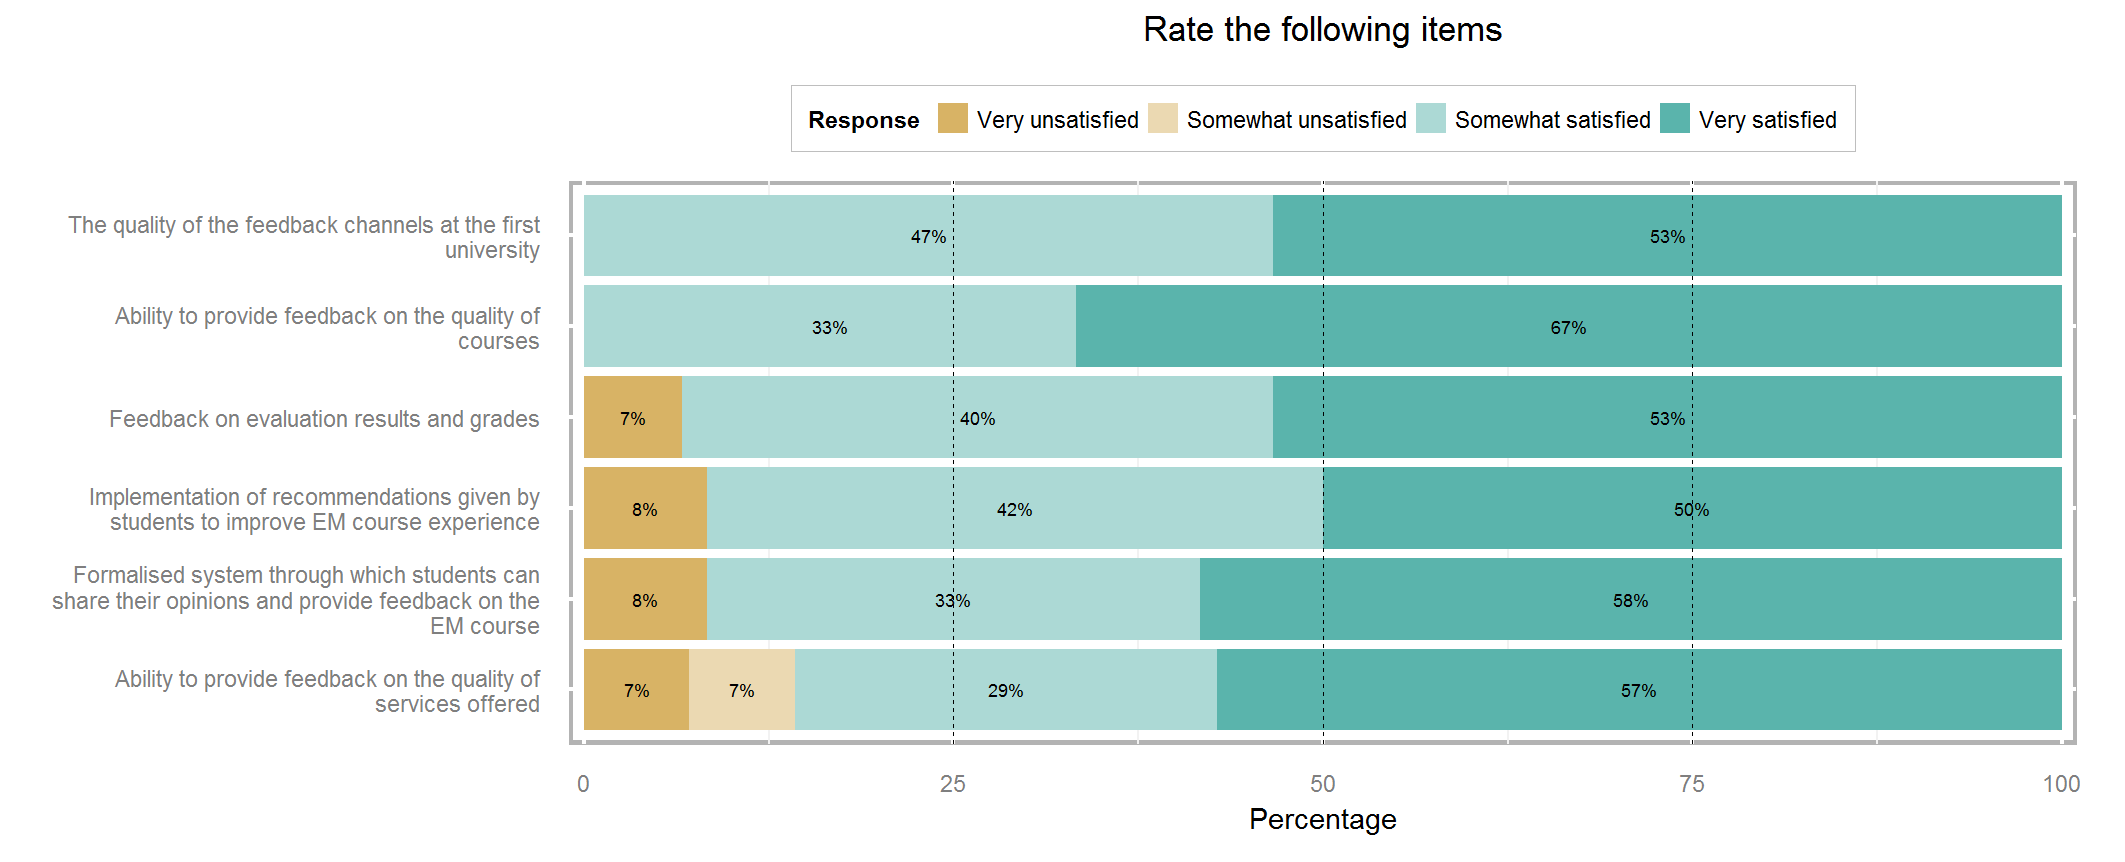 Rate the following items
Response Very unsatisfied Somewhat unsatisfied Somewhat satisfied Very satisfied
The quality of the feedback channels at the first
university
47% 53%
Ability to provide feedback on the quality of
courses
33% 67%
Feedback on evaluation results and grades
7% 40% 53%
Implementation of recommendations given by
students to improve EM course experience
8% 42% 50%
Formalised system through which students can
share their opinions and provide feedback on the
EM course
8% 33% 58%
Ability to provide feedback on the quality of
services offered
7% 7% 29% 57%
0 25 50 75 100
Percentage